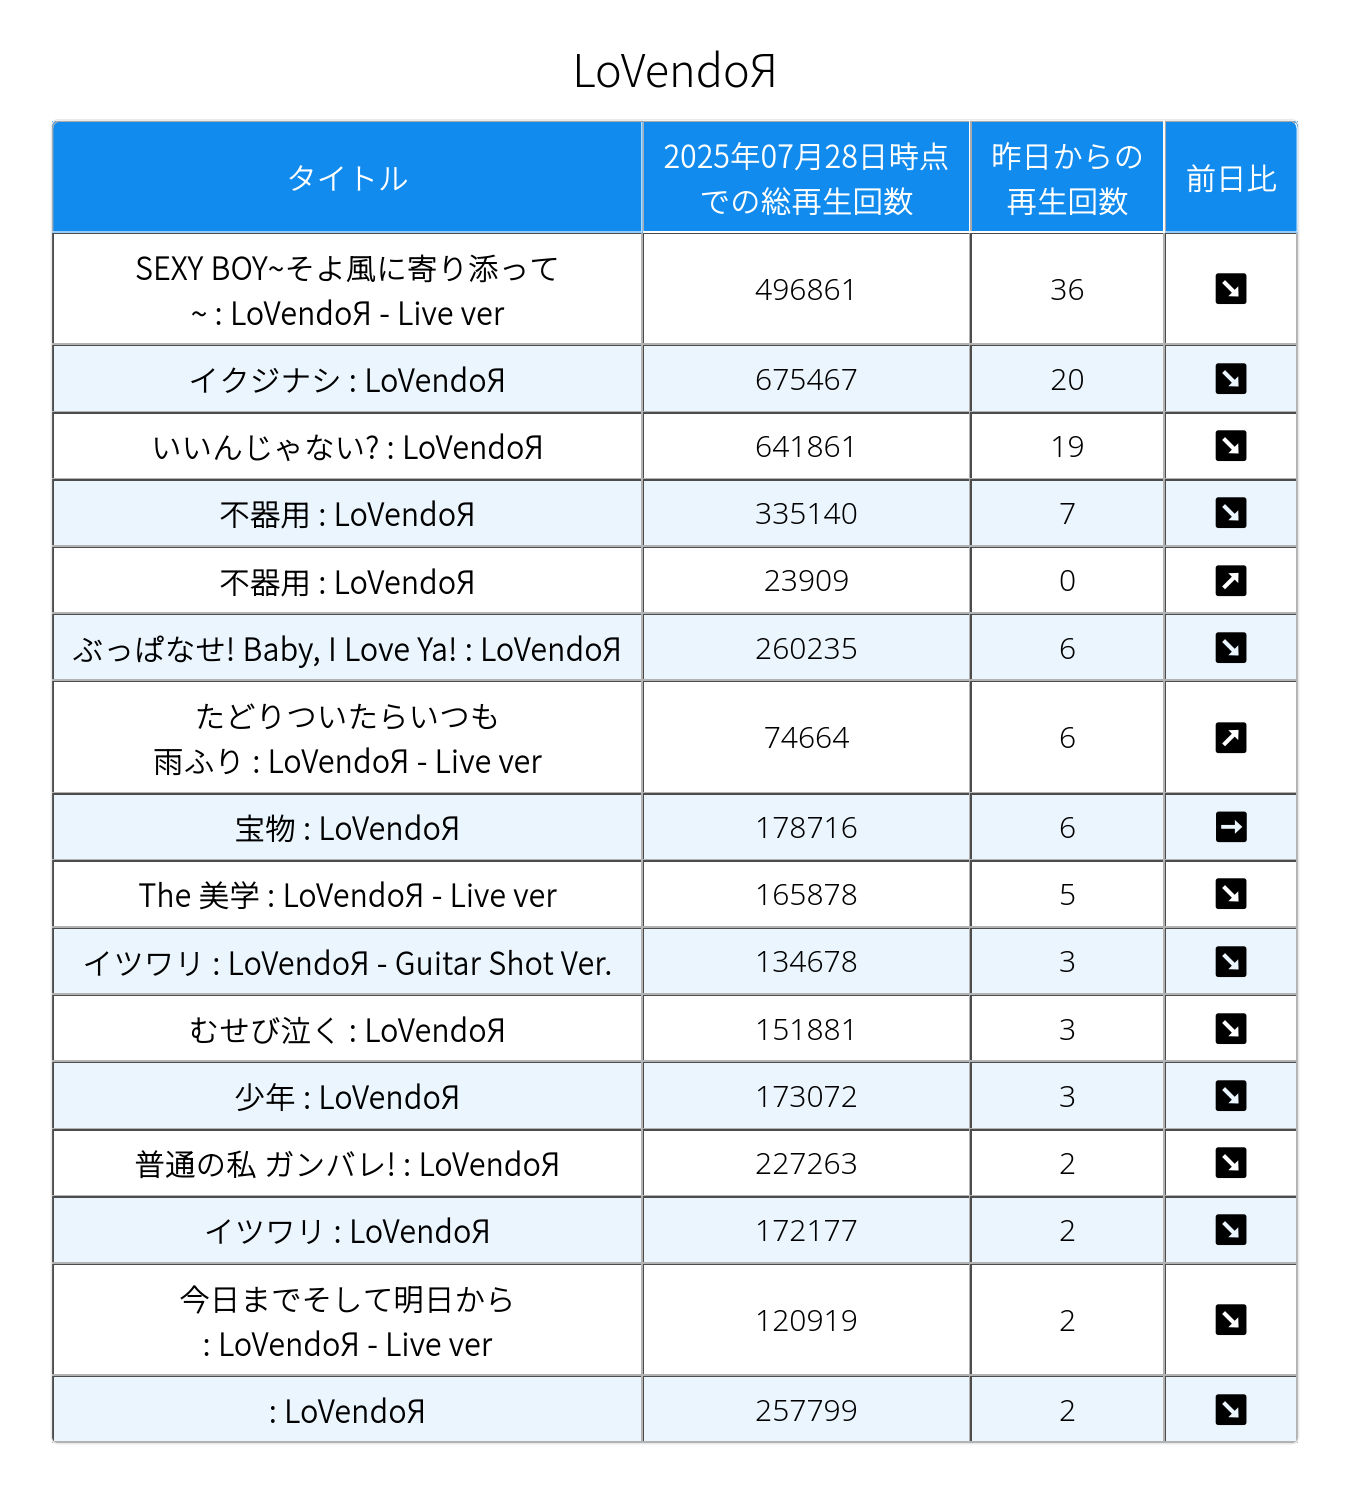 LoVendoЯ
タイトル
2025年07月28日時点
での総再生回数
昨日からの
再生回数
前日比
SEXY BOY~そよ風に寄り添って
~ : LoVendoЯ - Live ver
496861
36
イクジナシ : LoVendoЯ
675467
20
いいんじゃない? : LoVendoЯ
641861
19
不器用 : LoVendoЯ
335140
7
不器用 : LoVendoЯ
23909
0
ぶっぱなせ! Baby, I Love Ya! : LoVendoЯ
260235
6
たどりついたらいつも
雨ふり : LoVendoЯ - Live ver
74664
6
宝物 : LoVendoЯ
178716
6
The 美学 : LoVendoЯ - Live ver
165878
5
イツワリ : LoVendoЯ - Guitar Shot Ver.
134678
3
むせび泣く : LoVendoЯ
151881
3
少年 : LoVendoЯ
173072
3
普通の私 ガンバレ! : LoVendoЯ
227263
2
イツワリ : LoVendoЯ
172177
2
今日までそして明日から
: LoVendoЯ - Live ver
120919
2
: LoVendoЯ
257799
2